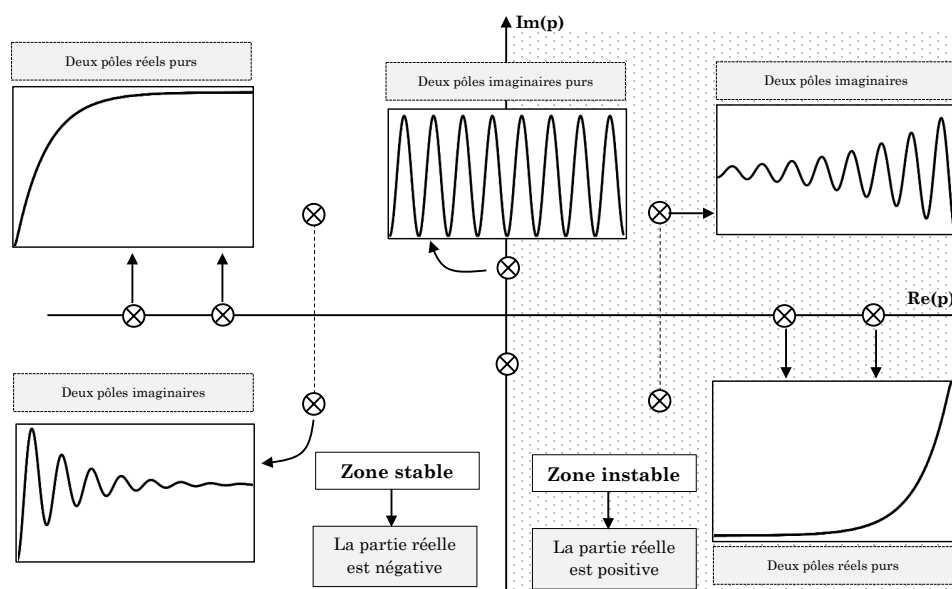 Im(p)
Deux pôles réels purs
Deux pôles imaginaires purs
Deux pôles imaginaires
Re(p)
Deux pôles imaginaires
Zone stable
Zone instable
La partie réelle
est négative
La partie réelle
est positive
Deux pôles réels purs